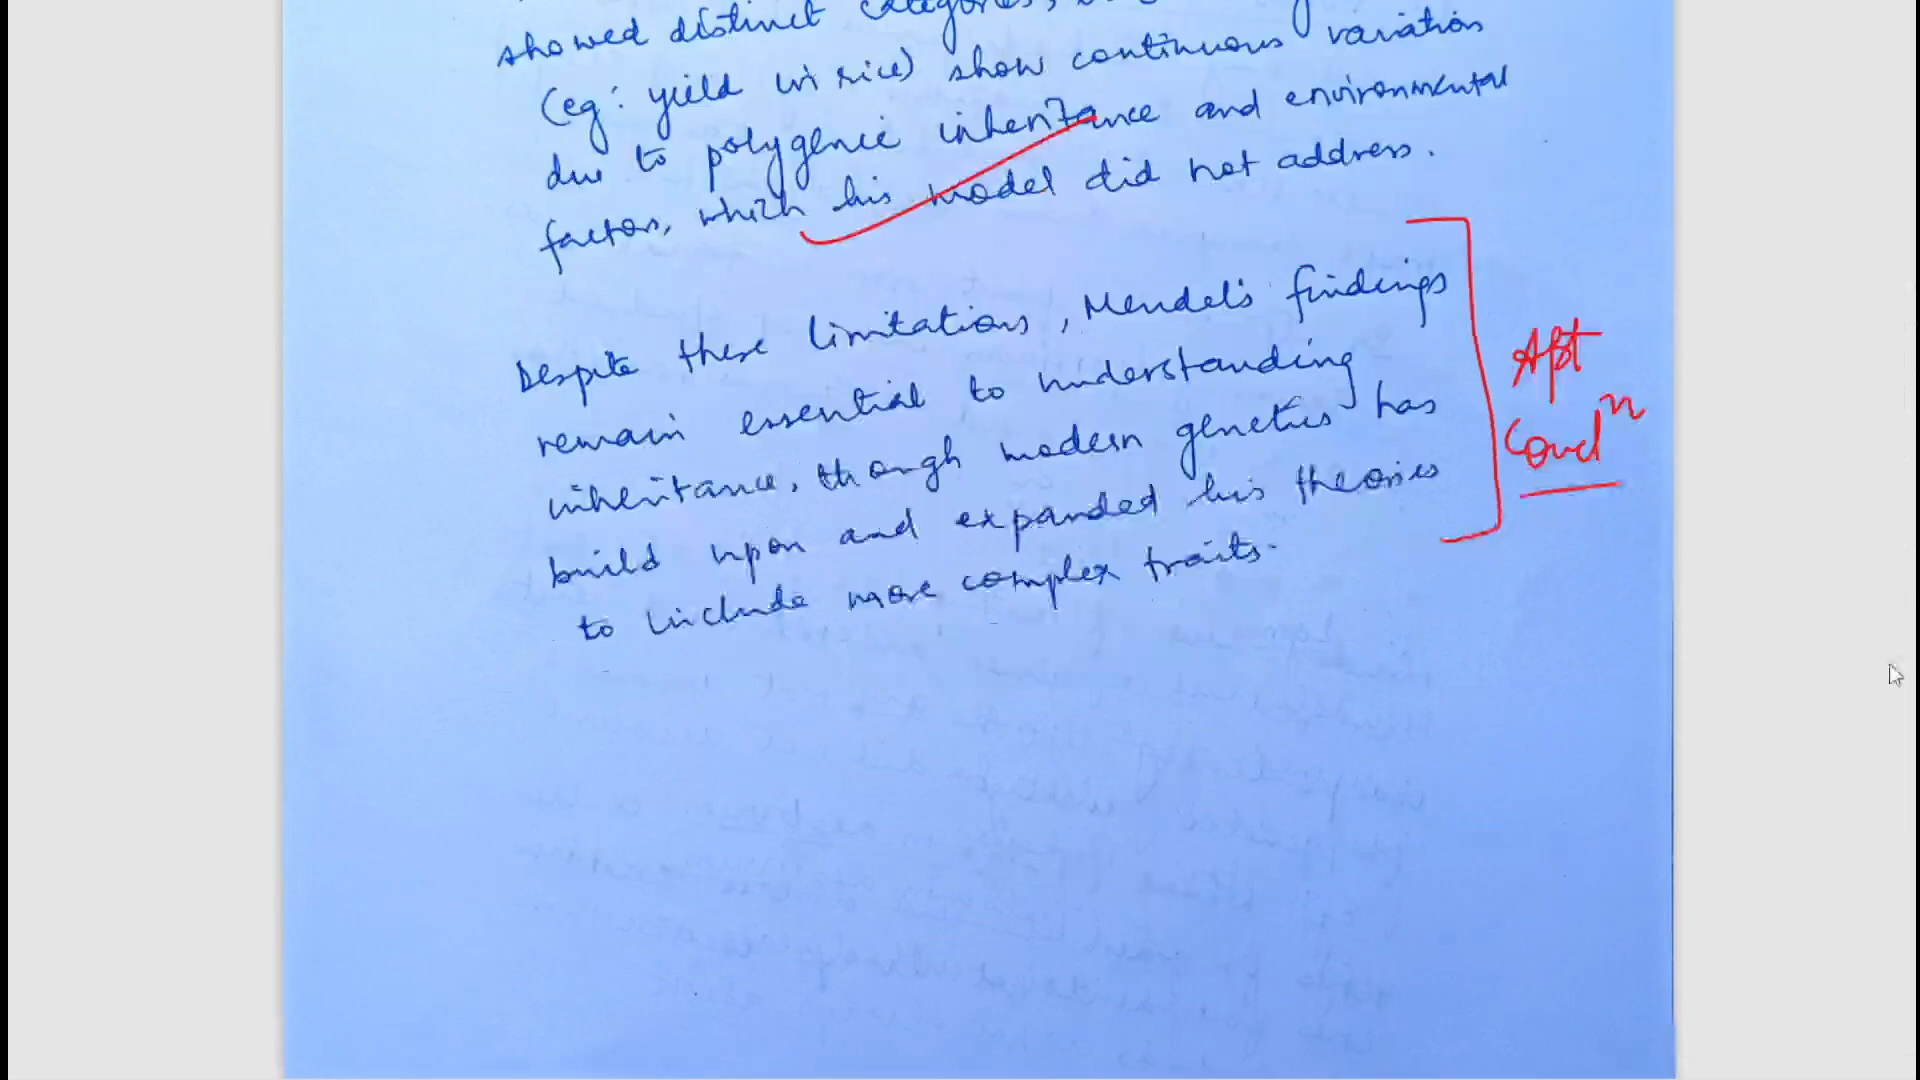 showed distinct categories,
(eg: yield in rice) show continuous variation
due to polygenic inheritance and environmental
factors, which his model did not address.
Despite these limitations, Mendel's findings
remain essential to understanding
inheritance, though modern genetics has
build upon and expanded his theories
to include more complex traits.
Apt
Concl^n